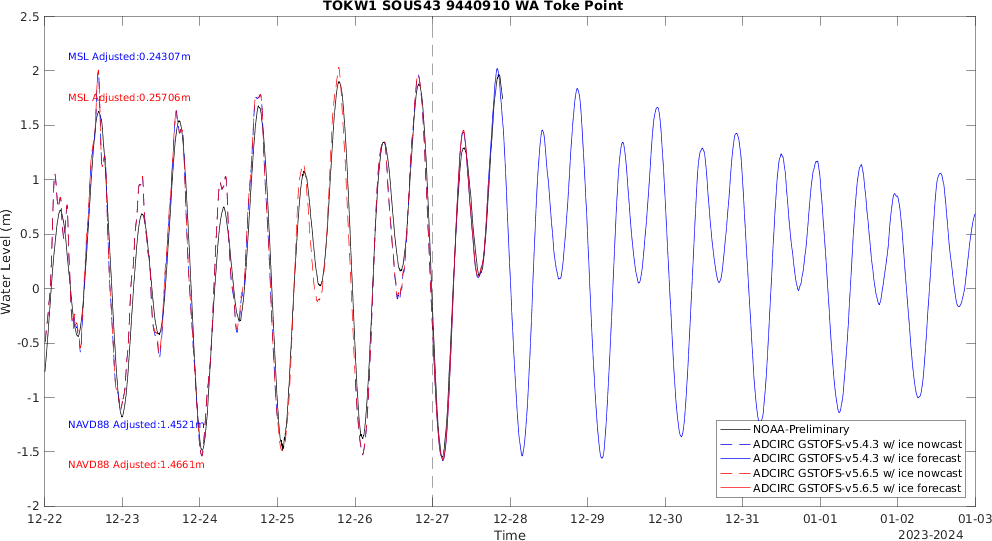 TOKW1 SOUS43 9440910 WA Toke Point
2.5
2
1.5
1
0.5
0
-0.5
-1
-1.5
-2
Water Level (m)
MSL Adjusted:0.24307m
MSL Adjusted:0.25706m
NAVD88 Adjusted:1.4521m
NAVD88 Adjusted:1.4661m
NOAA-Preliminary
ADCIRC GSTOFS-v5.4.3 w/ ice nowcast
ADCIRC GSTOFS-v5.4.3 w/ ice forecast
ADCIRC GSTOFS-v5.6.5 w/ ice nowcast
ADCIRC GSTOFS-v5.6.5 w/ ice forecast
12-22 12-23 12-24 12-25 12-26 12-27 12-28 12-29 12-30 12-31 01-01 01-02 01-03
Time
2023-2024